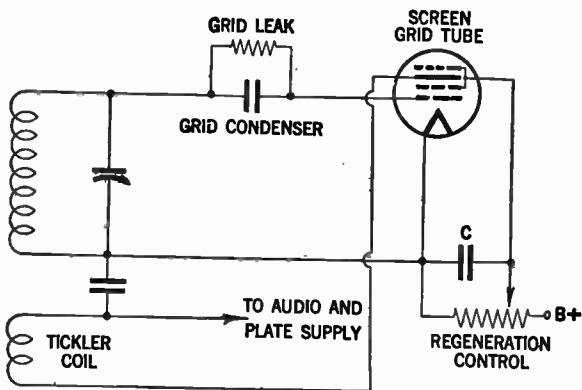 GRID LEAK
SCREEN
GRID TUBE
GRID CONDENSER
C
B+
REGENERATION
CONTROL
TO AUDIO AND
PLATE SUPPLY
TICKLER
COIL